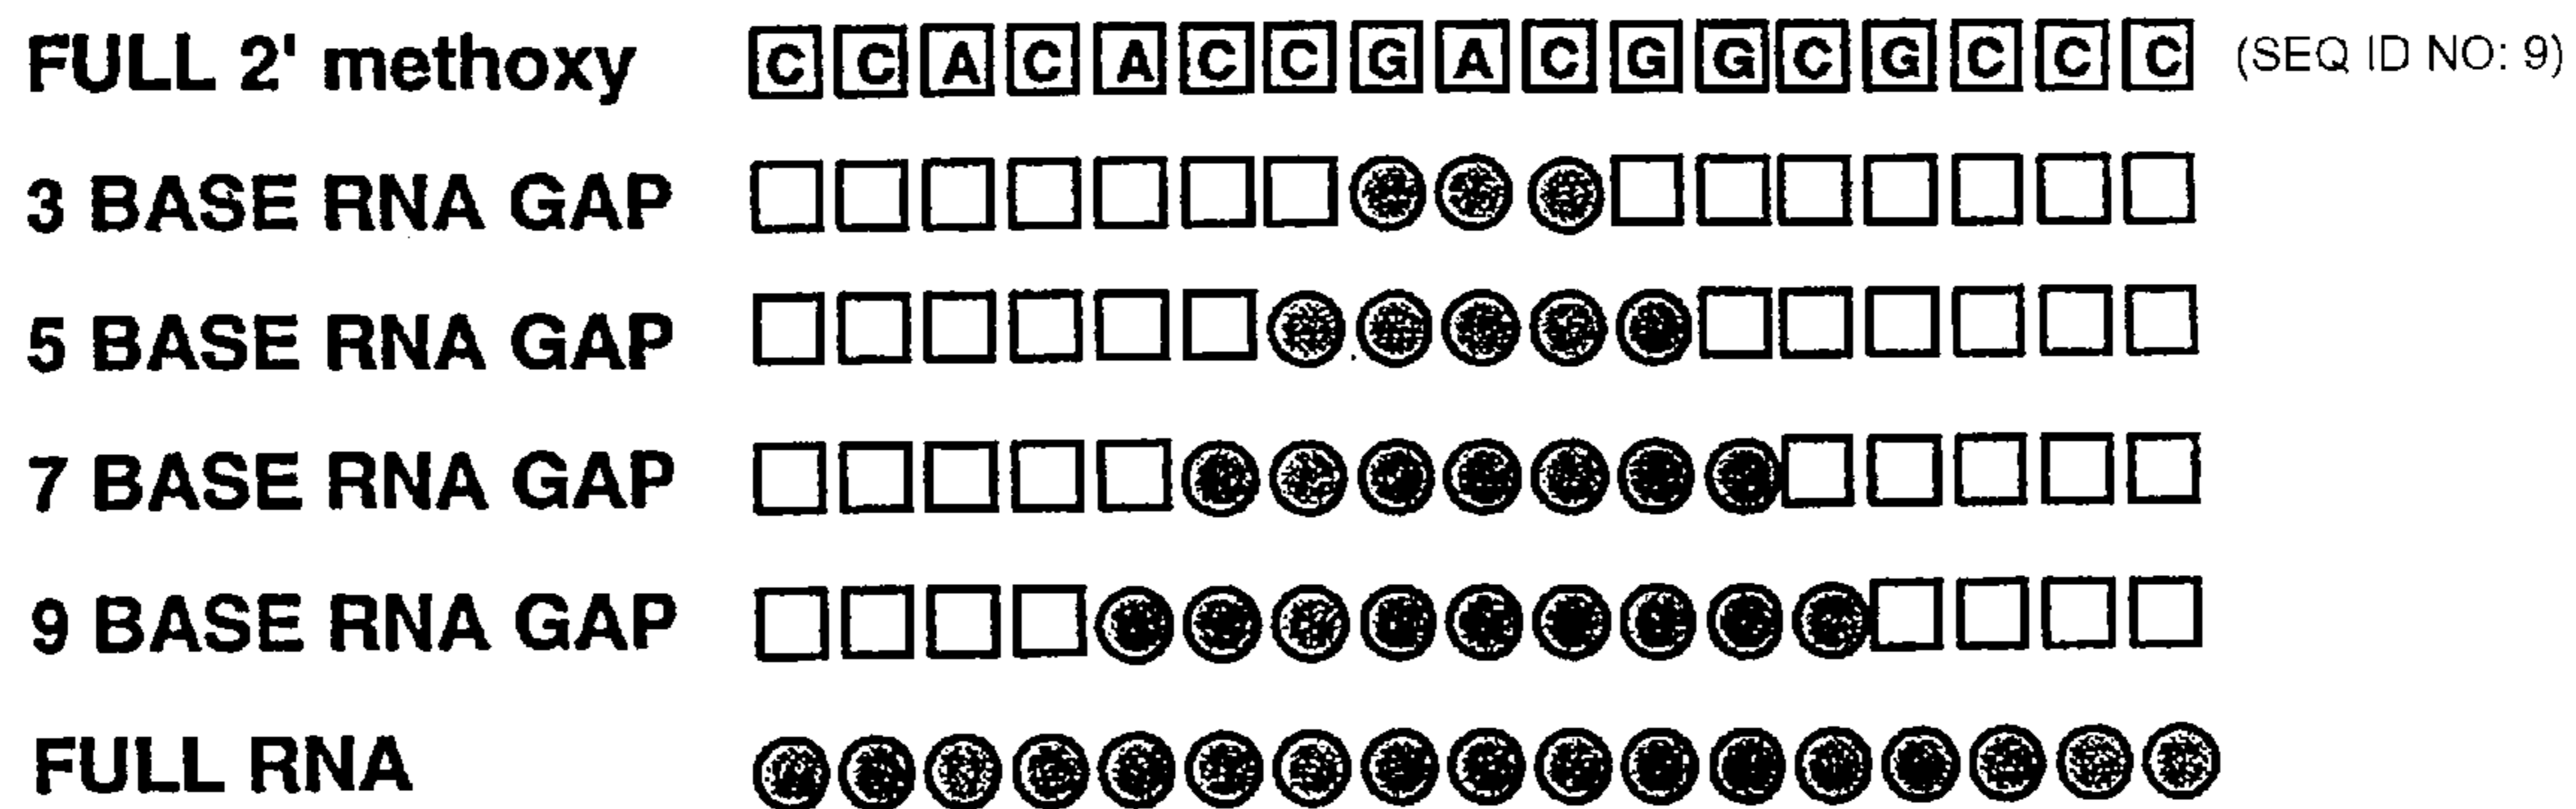 FULL 2' methoxy C C A C A C C G A C G G C G C C C (SEQ ID NO: 9)
3 BASE RNA GAP
5 BASE RNA GAP
7 BASE RNA GAP
9 BASE RNA GAP
FULL RNA